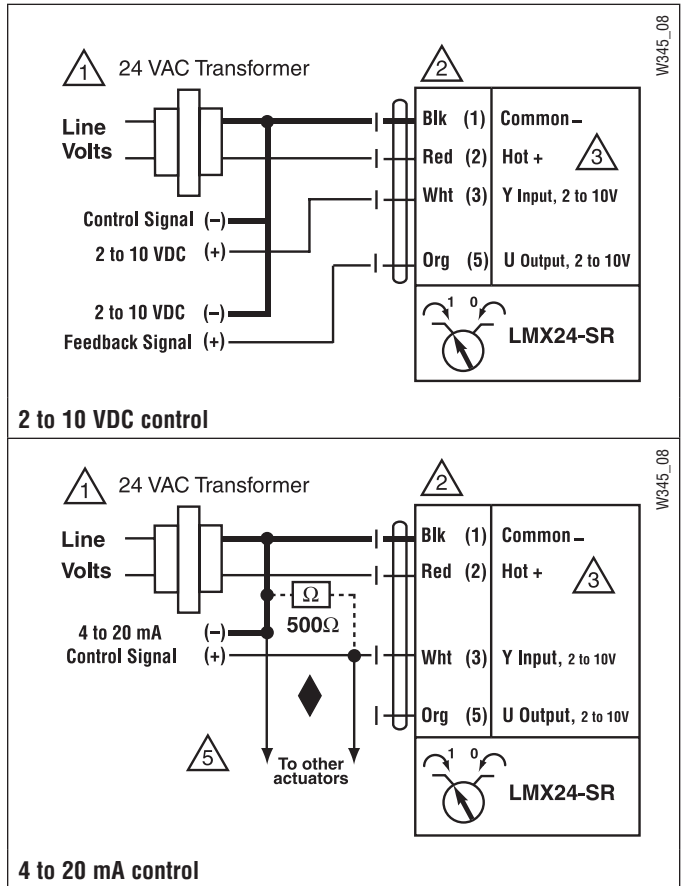 W345_08
1 24 VAC Transformer
2
Line
Volts
Blk (1) Common –
Red (2) Hot +
3
Wht (3) Y Input, 2 to 10V
Control Signal (–)
2 to 10 VDC (+)
Org (5) U Output, 2 to 10V
2 to 10 VDC (–)
Feedback Signal (+)
1 0
LMX24-SR
2 to 10 VDC control
W345_08
1 24 VAC Transformer
2
Line
Volts
Blk (1) Common –
Red (2) Hot +
3
Ω
500Ω
4 to 20 mA (–)
Control Signal (+)
Wht (3) Y Input, 2 to 10V
Org (5) U Output, 2 to 10V
5
To other
actuators
1 0
LMX24-SR
4 to 20 mA control